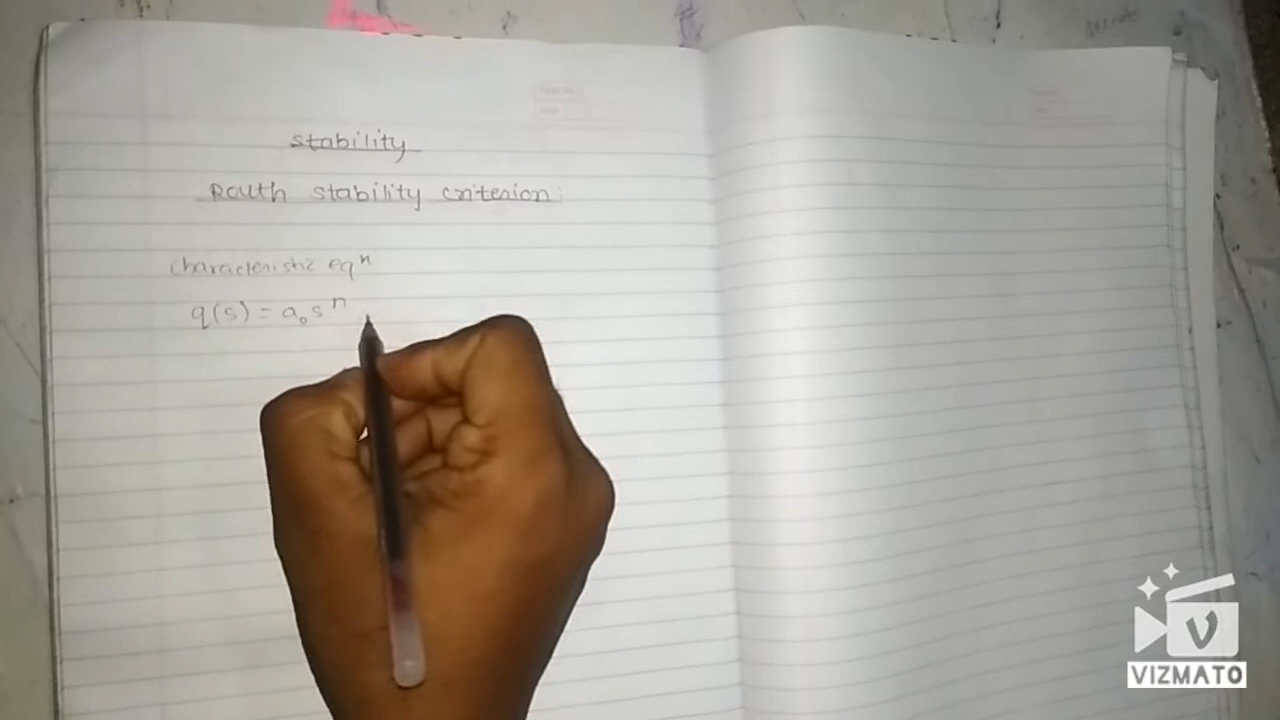 Stability
Routh stability criterion
Characteristic eqⁿ
q(s) = a₀sⁿ
VIZMATO